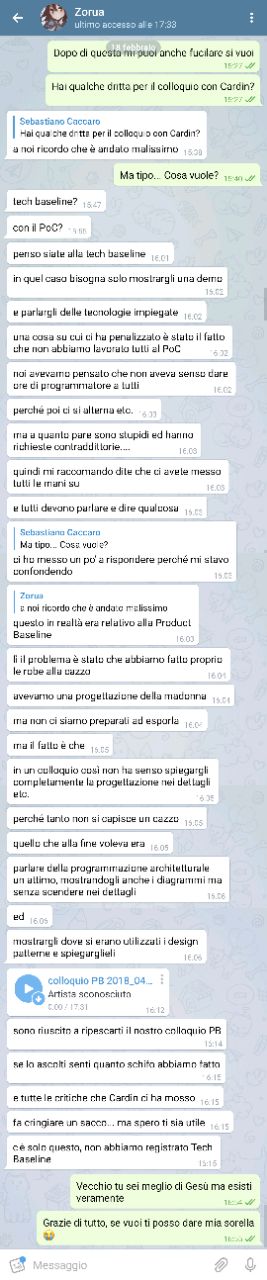 Zorua
ultimo accesso alle 17:33
18 febbraio
Dopo di questa mi puoi anche fucilare si vuoi
15:27
Hai qualche dritta per il colloquio con Cardin?
15:27
Sebastiano Caccaro
Hai qualche dritta per il colloquio con Cardin?
a noi ricordo che è andato malissimo 15:38
Ma tipo... Cosa vuole? 15:40
tech baseline? 15:47
con il PoC?
penso siate alla tech baseline 16:01
in quel caso bisogna solo mostrargli una demo
16:02
e parlargli delle tecnologie impiegate 16:02
una cosa su cui ci ha penalizzato è stato il fatto
che non abbiamo lavorato tutti al PoC 16:02
noi avevamo pensato che non aveva senso dare
ore di programmatore a tutti 16:02
perché poi ci si alterna etc. 16:03
ma a quanto pare sono stupidi ed hanno
richieste contraddittorie.... 16:03
quindi mi raccomando dite che ci avete messo
tutti le mani su 16:03
e tutti devono parlare e dire qualcosa 16:03
Sebastiano Caccaro
Ma tipo... Cosa vuole?
ci ho messo un po' a rispondere perché mi stavo
confondendo 16:03
Zorua
a noi ricordo che è andato malissimo
questo in realtà era relativo alla Product
Baseline 16:03
lì il problema è stato che abbiamo fatto proprio
le robe alla cazzo 16:04
avevamo una progettazione della madonna 16:04
ma non ci siamo preparati ad esporla 16:04
ma il fatto è che 16:05
in un colloquio così non ha senso spiegargli
completamente la progettazione nei dettagli
etc. 16:05
perché tanto non si capisce un cazzo 16:05
quello che alla fine voleva era 16:05
parlare della programmazione architetturale
un attimo, mostrandogli anche i diagrammi ma
senza scendere nei dettagli 16:06
ed 16:06
mostrargli dove si erano utilizzati i design
patterne e spiegarglieli 16:06
colloquio PB 2018_04...
Artista sconosciuto
0:00 / 17:31 16:12
sono riuscito a ripescarti il nostro colloquio PB
16:14
se lo ascolti senti quanto schifo abbiamo fatto
16:15
e tutte le critiche che Cardin ci ha mosso 16:15
fa cringiare un sacco... ma spero ti sia utile 16:15
c'è solo questo, non abbiamo registrato Tech
Baseline 16:15
Vecchio tu sei meglio di Gesù ma esisti
veramente
Grazie di tutto, se vuoi ti posso dare mia sorella
Messaggio